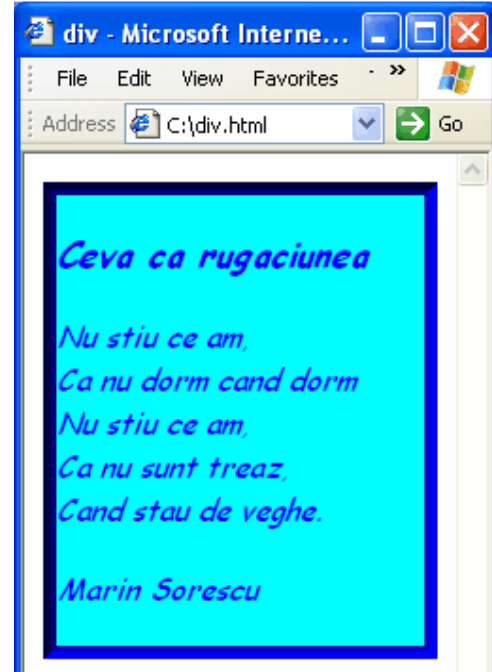 div - Microsoft Interne...
File Edit View Favorites »
Address C:\div.html Go
Ceva ca rugaciunea
Nu stiu ce am,
Ca nu dorm cand dorm
Nu stiu ce am,
Ca nu sunt treaz,
Cand stau de veghe.
Marin Sorescu